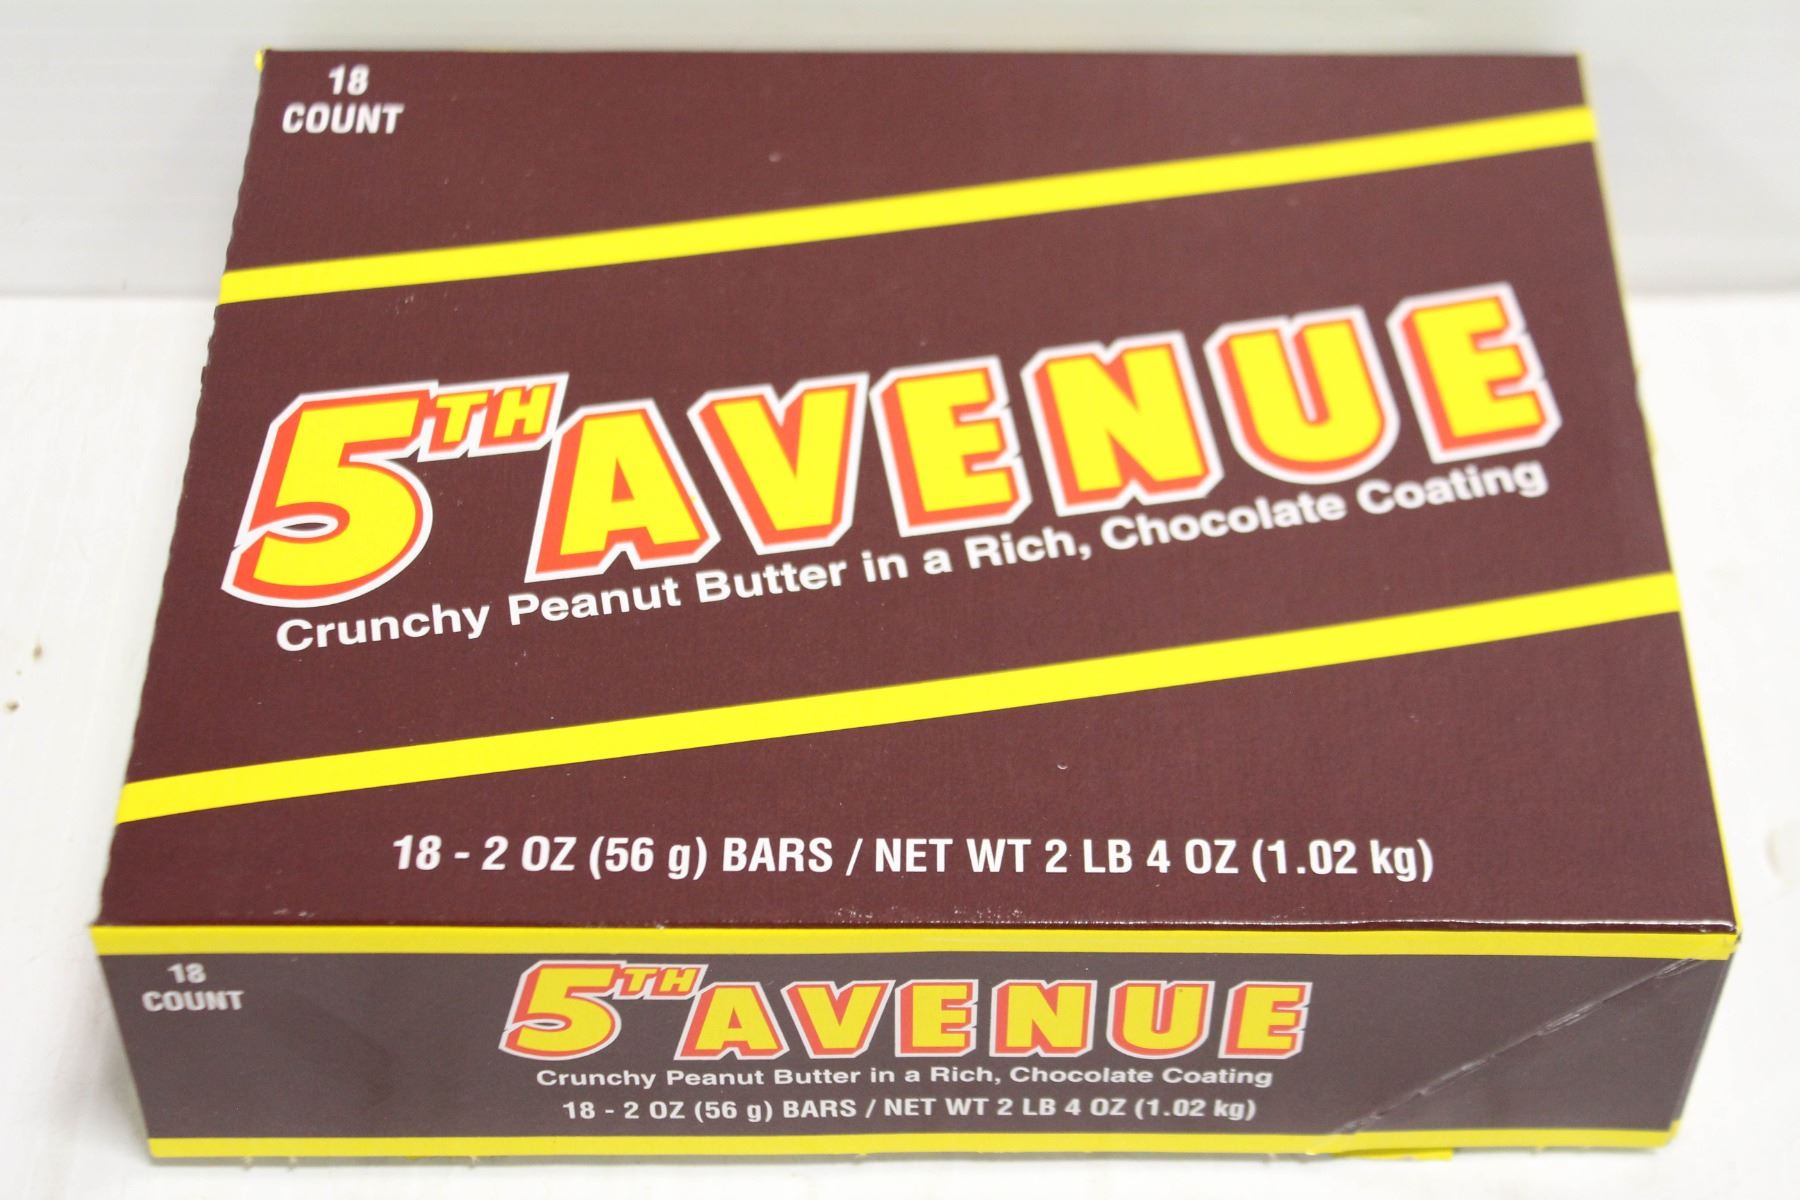 18
COUNT
5TH AVENUE
Crunchy Peanut Butter in a Rich, Chocolate Coating
18 - 2 OZ (56 g) BARS / NET WT 2 LB 4 OZ (1.02 kg)
18
COUNT
5TH AVENUE
Crunchy Peanut Butter in a Rich, Chocolate Coating
18 - 2 OZ (56 g) BARS / NET WT 2 LB 4 OZ (1.02 kg)